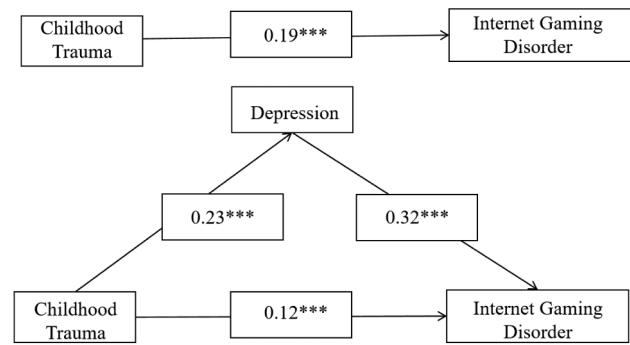 Childhood
Trauma
0.19***
Internet Gaming
Disorder
Depression
0.23***
0.32***
Childhood
Trauma
0.12***
Internet Gaming
Disorder